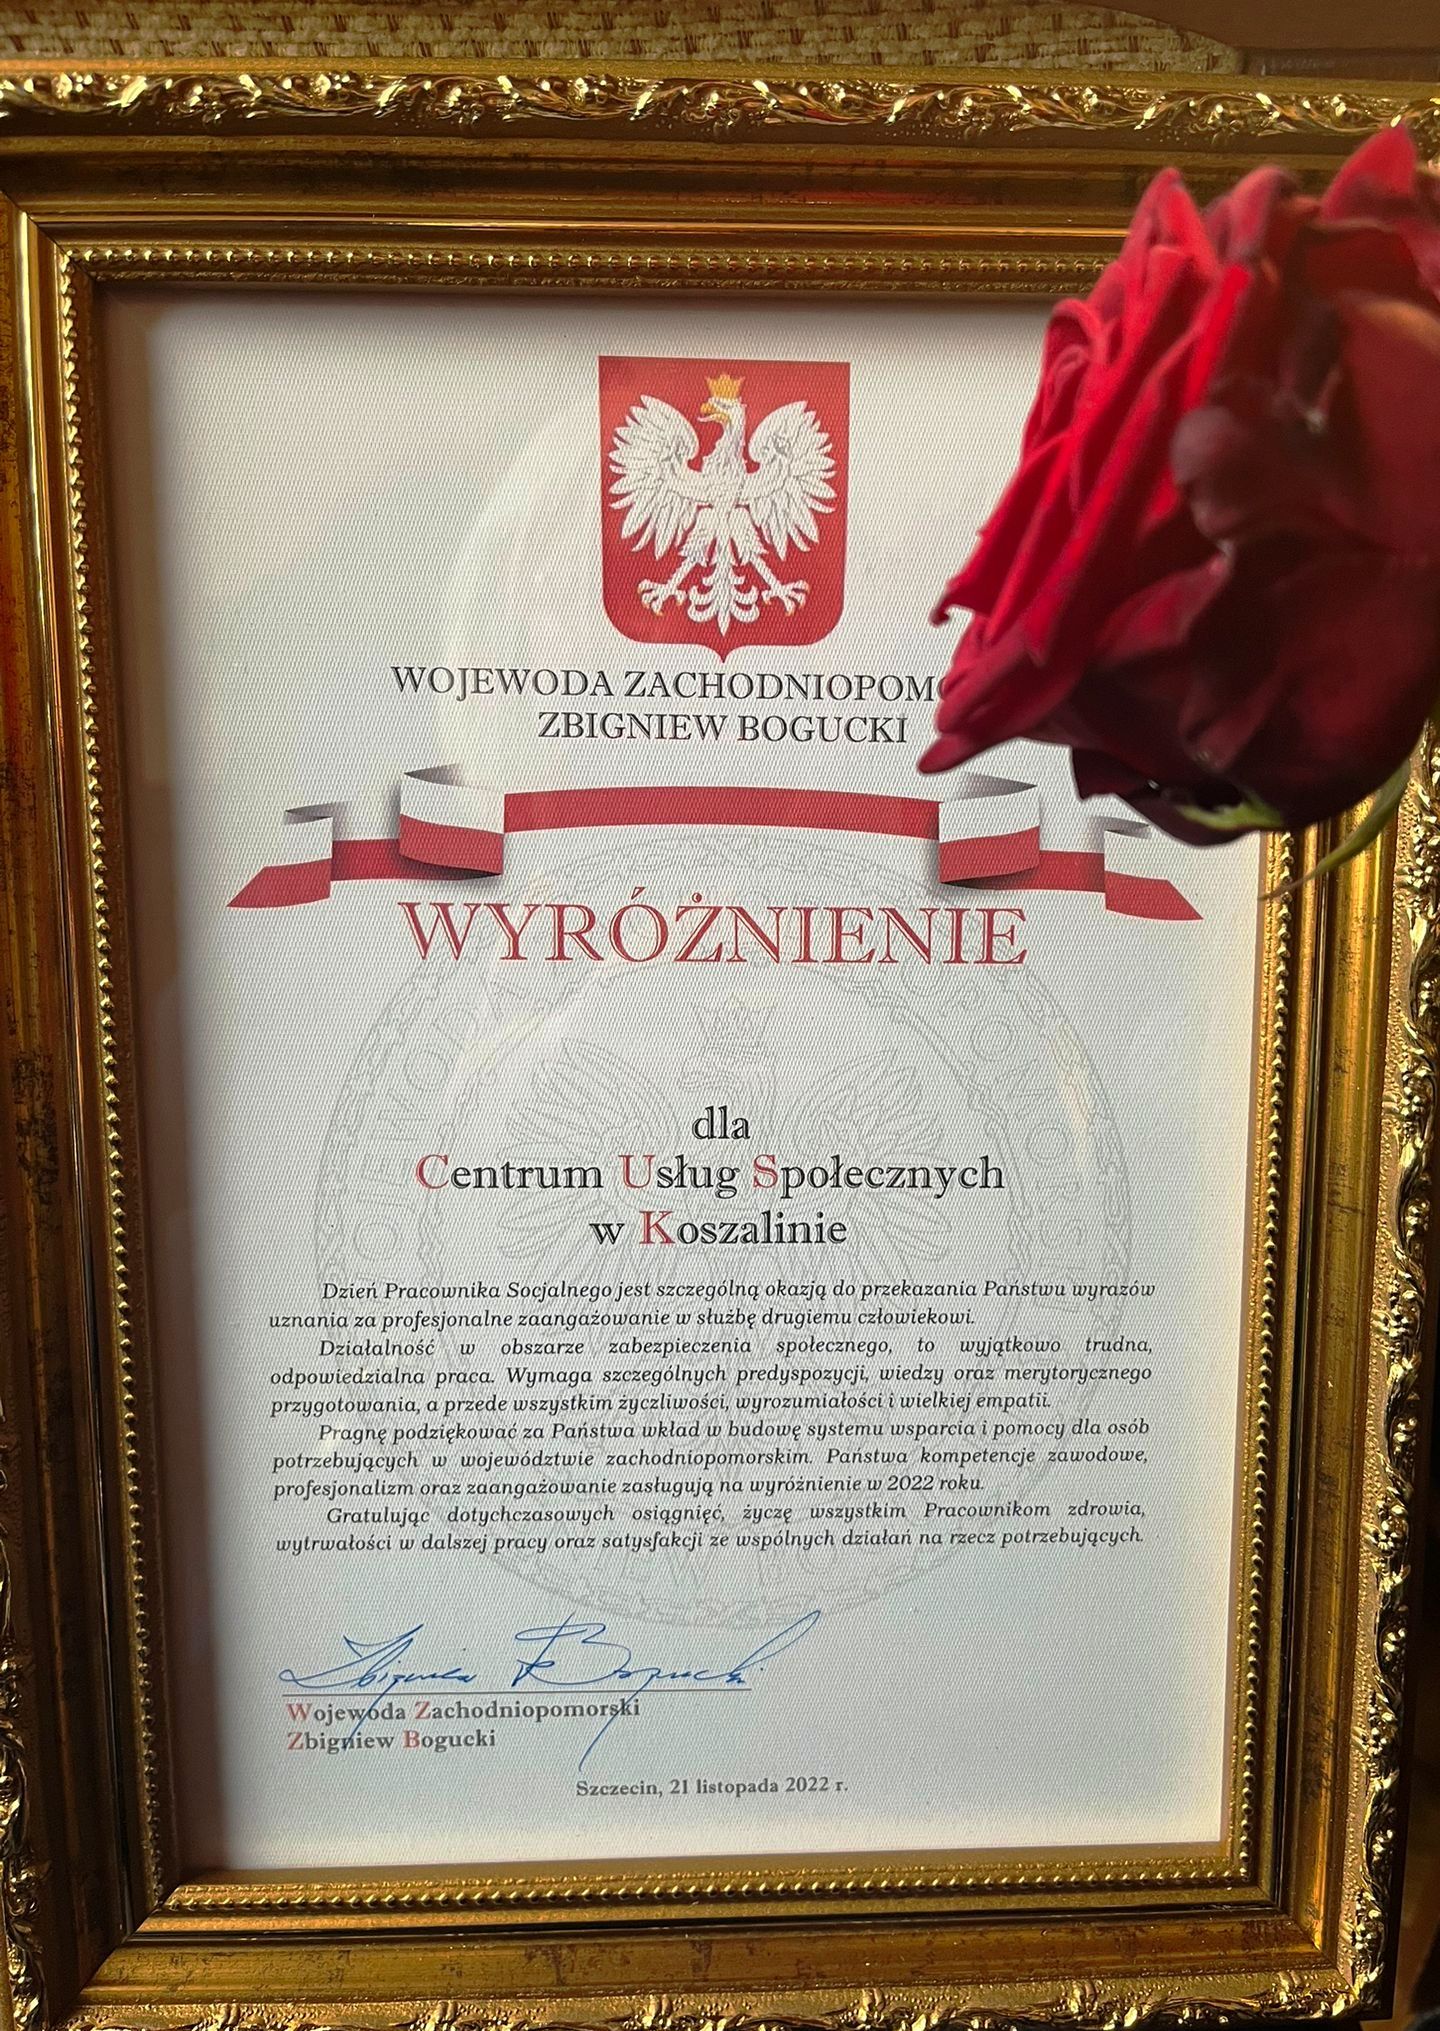 WOJEWODA ZACHODNIOPOM
ZBIGNIEW BOGUCKI
WYRÓŻNIENIE
dla
Centrum Usług Społecznych
w Koszalinie
Dzień Pracownika Socjalnego jest szczególną okazją do przekazania Państwu wyrazów
uznania za profesjonalne zaangażowanie w służbę drugiemu człowiekowi.
Działalność w obszarze zabezpieczenia społecznego, to wyjątkowo trudna,
odpowiedzialna praca. Wymaga szczególnych predyspozycji, wiedzy oraz merytorycznego
przygotowania, a przede wszystkim życzliwości, wyrozumiałości i wielkiej empatii.
Pragnę podziękować za Państwa wkład w budowę systemu wsparcia i pomocy dla osób
potrzebujących w województwie zachodniopomorskim. Państwa kompetencje zawodowe,
profesjonalizm oraz zaangażowanie zasługują na wyróżnienie w 2022 roku.
Gratulując dotychczasowych osiągnięć, życzę wszystkim Pracownikom zdrowia,
wytrwałości w dalszej pracy oraz satysfakcji ze wspólnych działań na rzecz potrzebujących.
Zbigniew Bogucki
Wojewoda Zachodniopomorski
Zbigniew Bogucki
Szczecin, 21 listopada 2022 r.